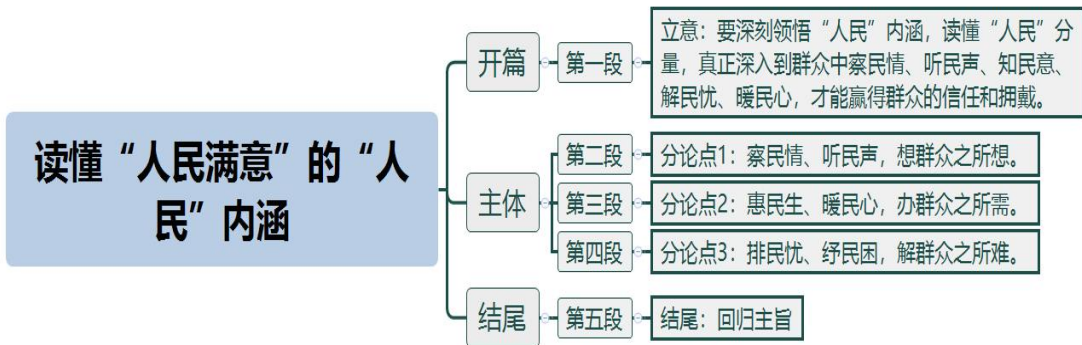 读懂“人民满意”的“人
民”内涵
开篇
第一段
立意：要深刻领悟“人民”内涵，读懂“人民”分
量，真正深入到群众中察民情、听民声、知民意、
解民忧、暖民心，才能赢得群众的信任和拥戴。
主体
第二段
分论点1：察民情、听民声，想群众之所想。
第三段
分论点2：惠民生、暖民心，办群众之所需。
第四段
分论点3：排民忧、纾民困，解群众之所难。
结尾
第五段
结尾：回归主旨